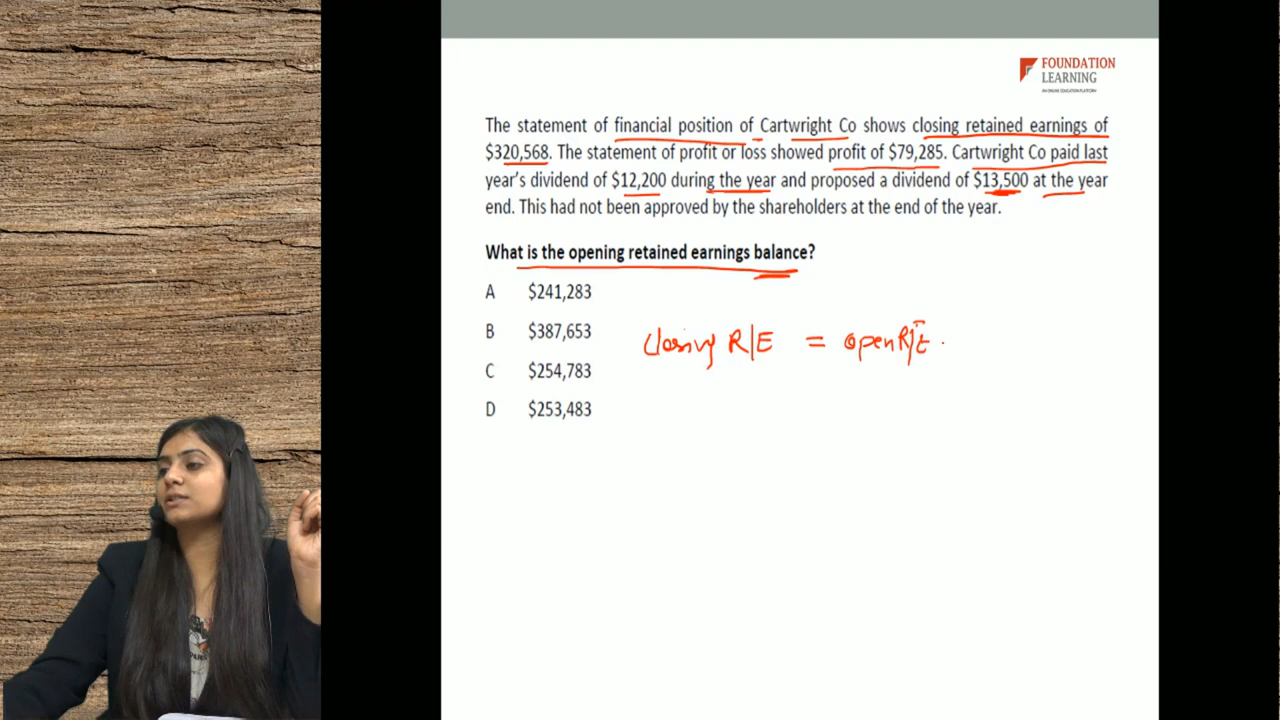 FOUNDATION
LEARNING
AN ONLINE EDUCATION PLATFORM
The statement of financial position of Cartwright Co shows closing retained earnings of
$320,568. The statement of profit or loss showed profit of $79,285. Cartwright Co paid last
year's dividend of $12,200 during the year and proposed a dividend of $13,500 at the year
end. This had not been approved by the shareholders at the end of the year.
What is the opening retained earnings balance?
A $241,283
B $387,653
C $254,783
D $253,483
closing R/E = open R/E